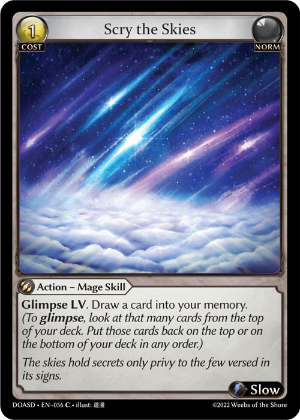 1
Scry the Skies
COST
NORM
Action – Mage Skill
Glimpse LV. Draw a card into your memory.
(To glimpse, look at that many cards from the top
of your deck. Put those cards back on the top or on
the bottom of your deck in any order.)
The skies hold secrets only privy to the few versed in
its signs.
Slow
DOASD • EN-056 C • illust:
©2022 Weebs of the Shore